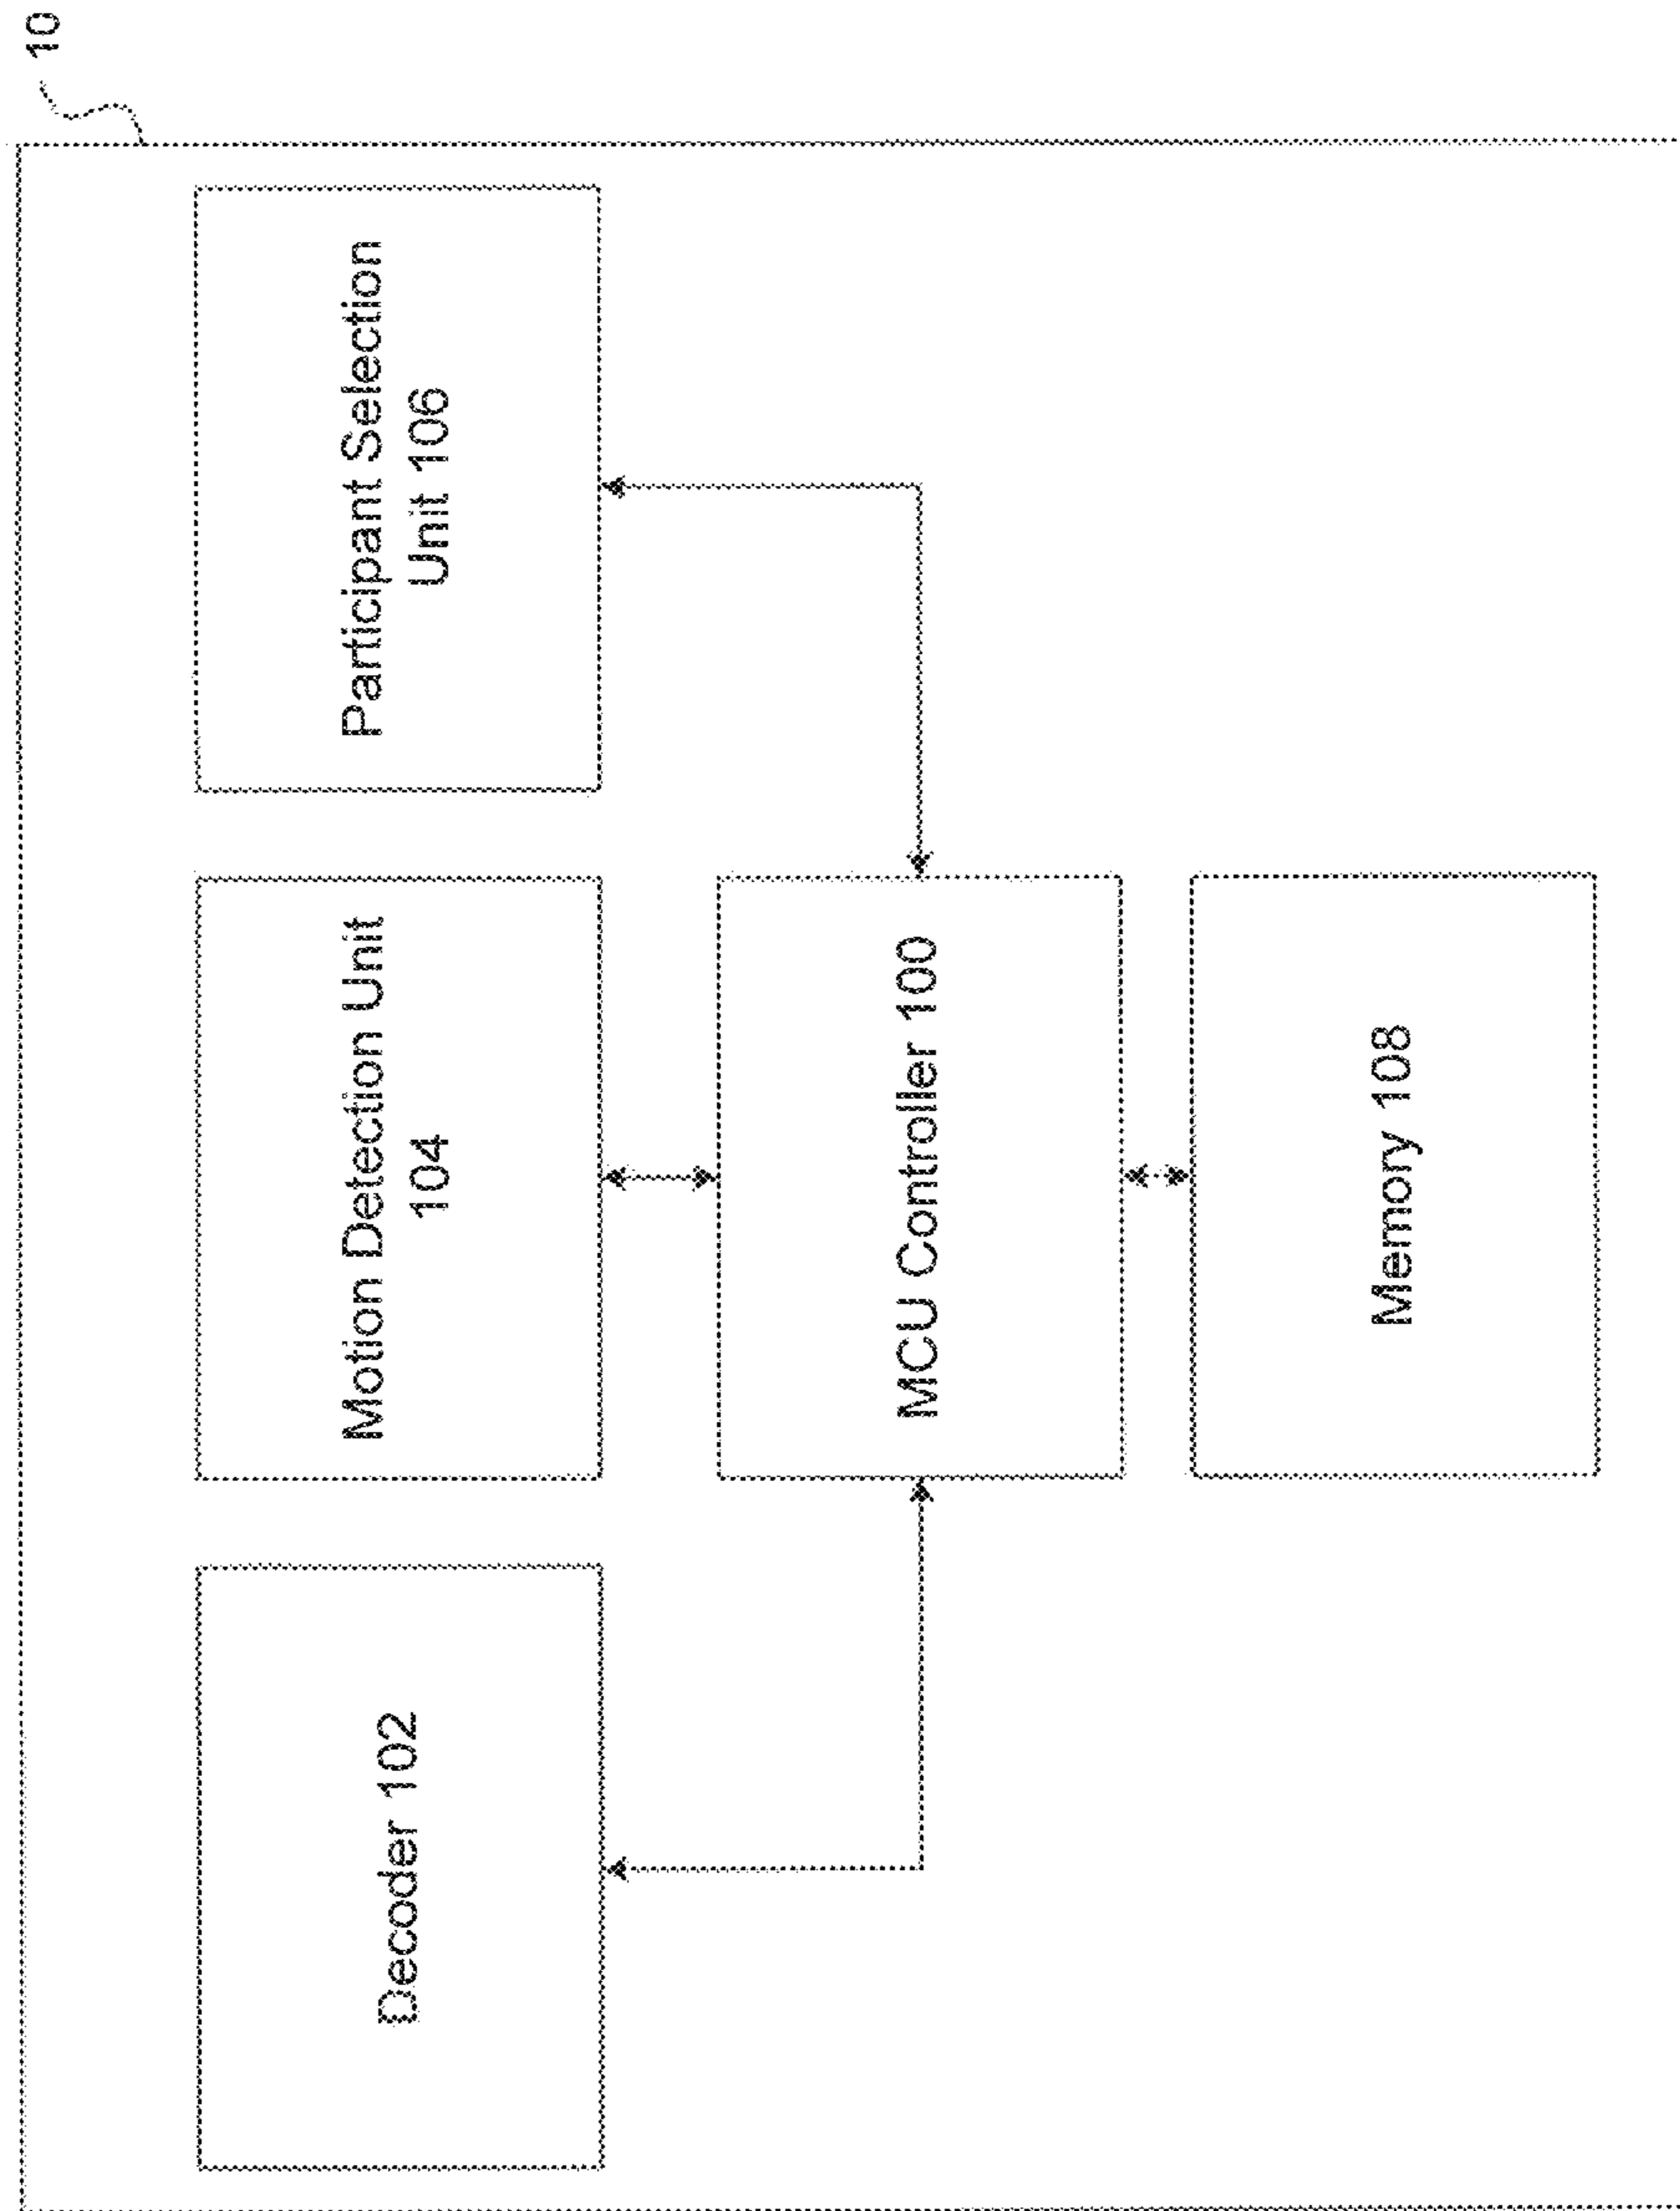 10
Decoder 102
Motion Detection Unit
104
Participant Selection
Unit 106
MCU Controller 100
Memory 108